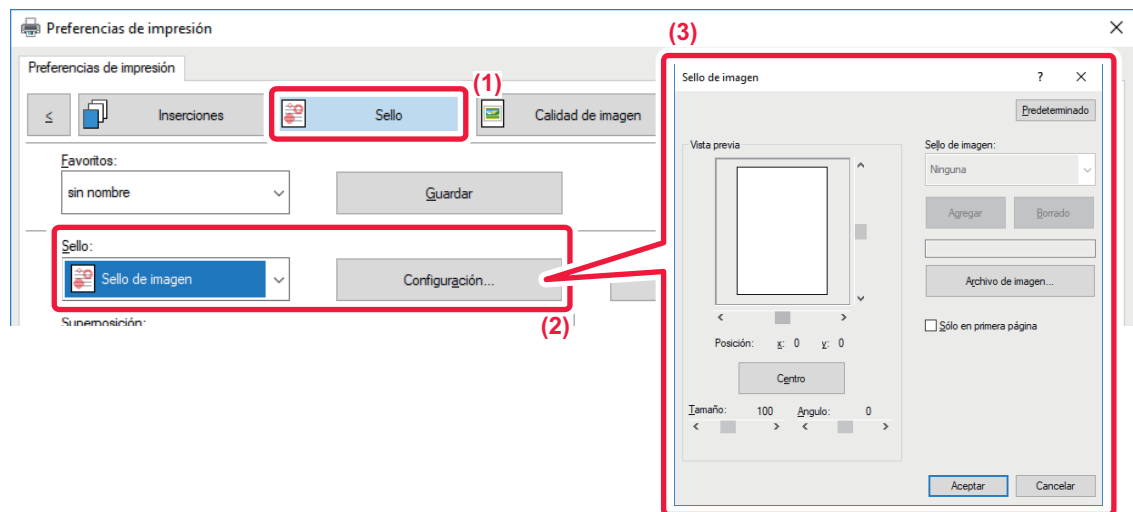 Preferencias de impresión
Preferencias de impresión
(1)
≤ Inserciones Sello Calidad de imagen
Favoritos:
sin nombre Guardar
Sello:
Sello de imagen Configuración...
(2)
Superposición:
(3)
Sello de imagen ?
Predeterminado
Vista previa
Sello de imagen:
Ninguna
Agregar Borrado
Archivo de imagen...
Sólo en primera página
Posición: x: 0 y: 0
Centro
Tamaño: 100 Angulo: 0
Aceptar Cancelar